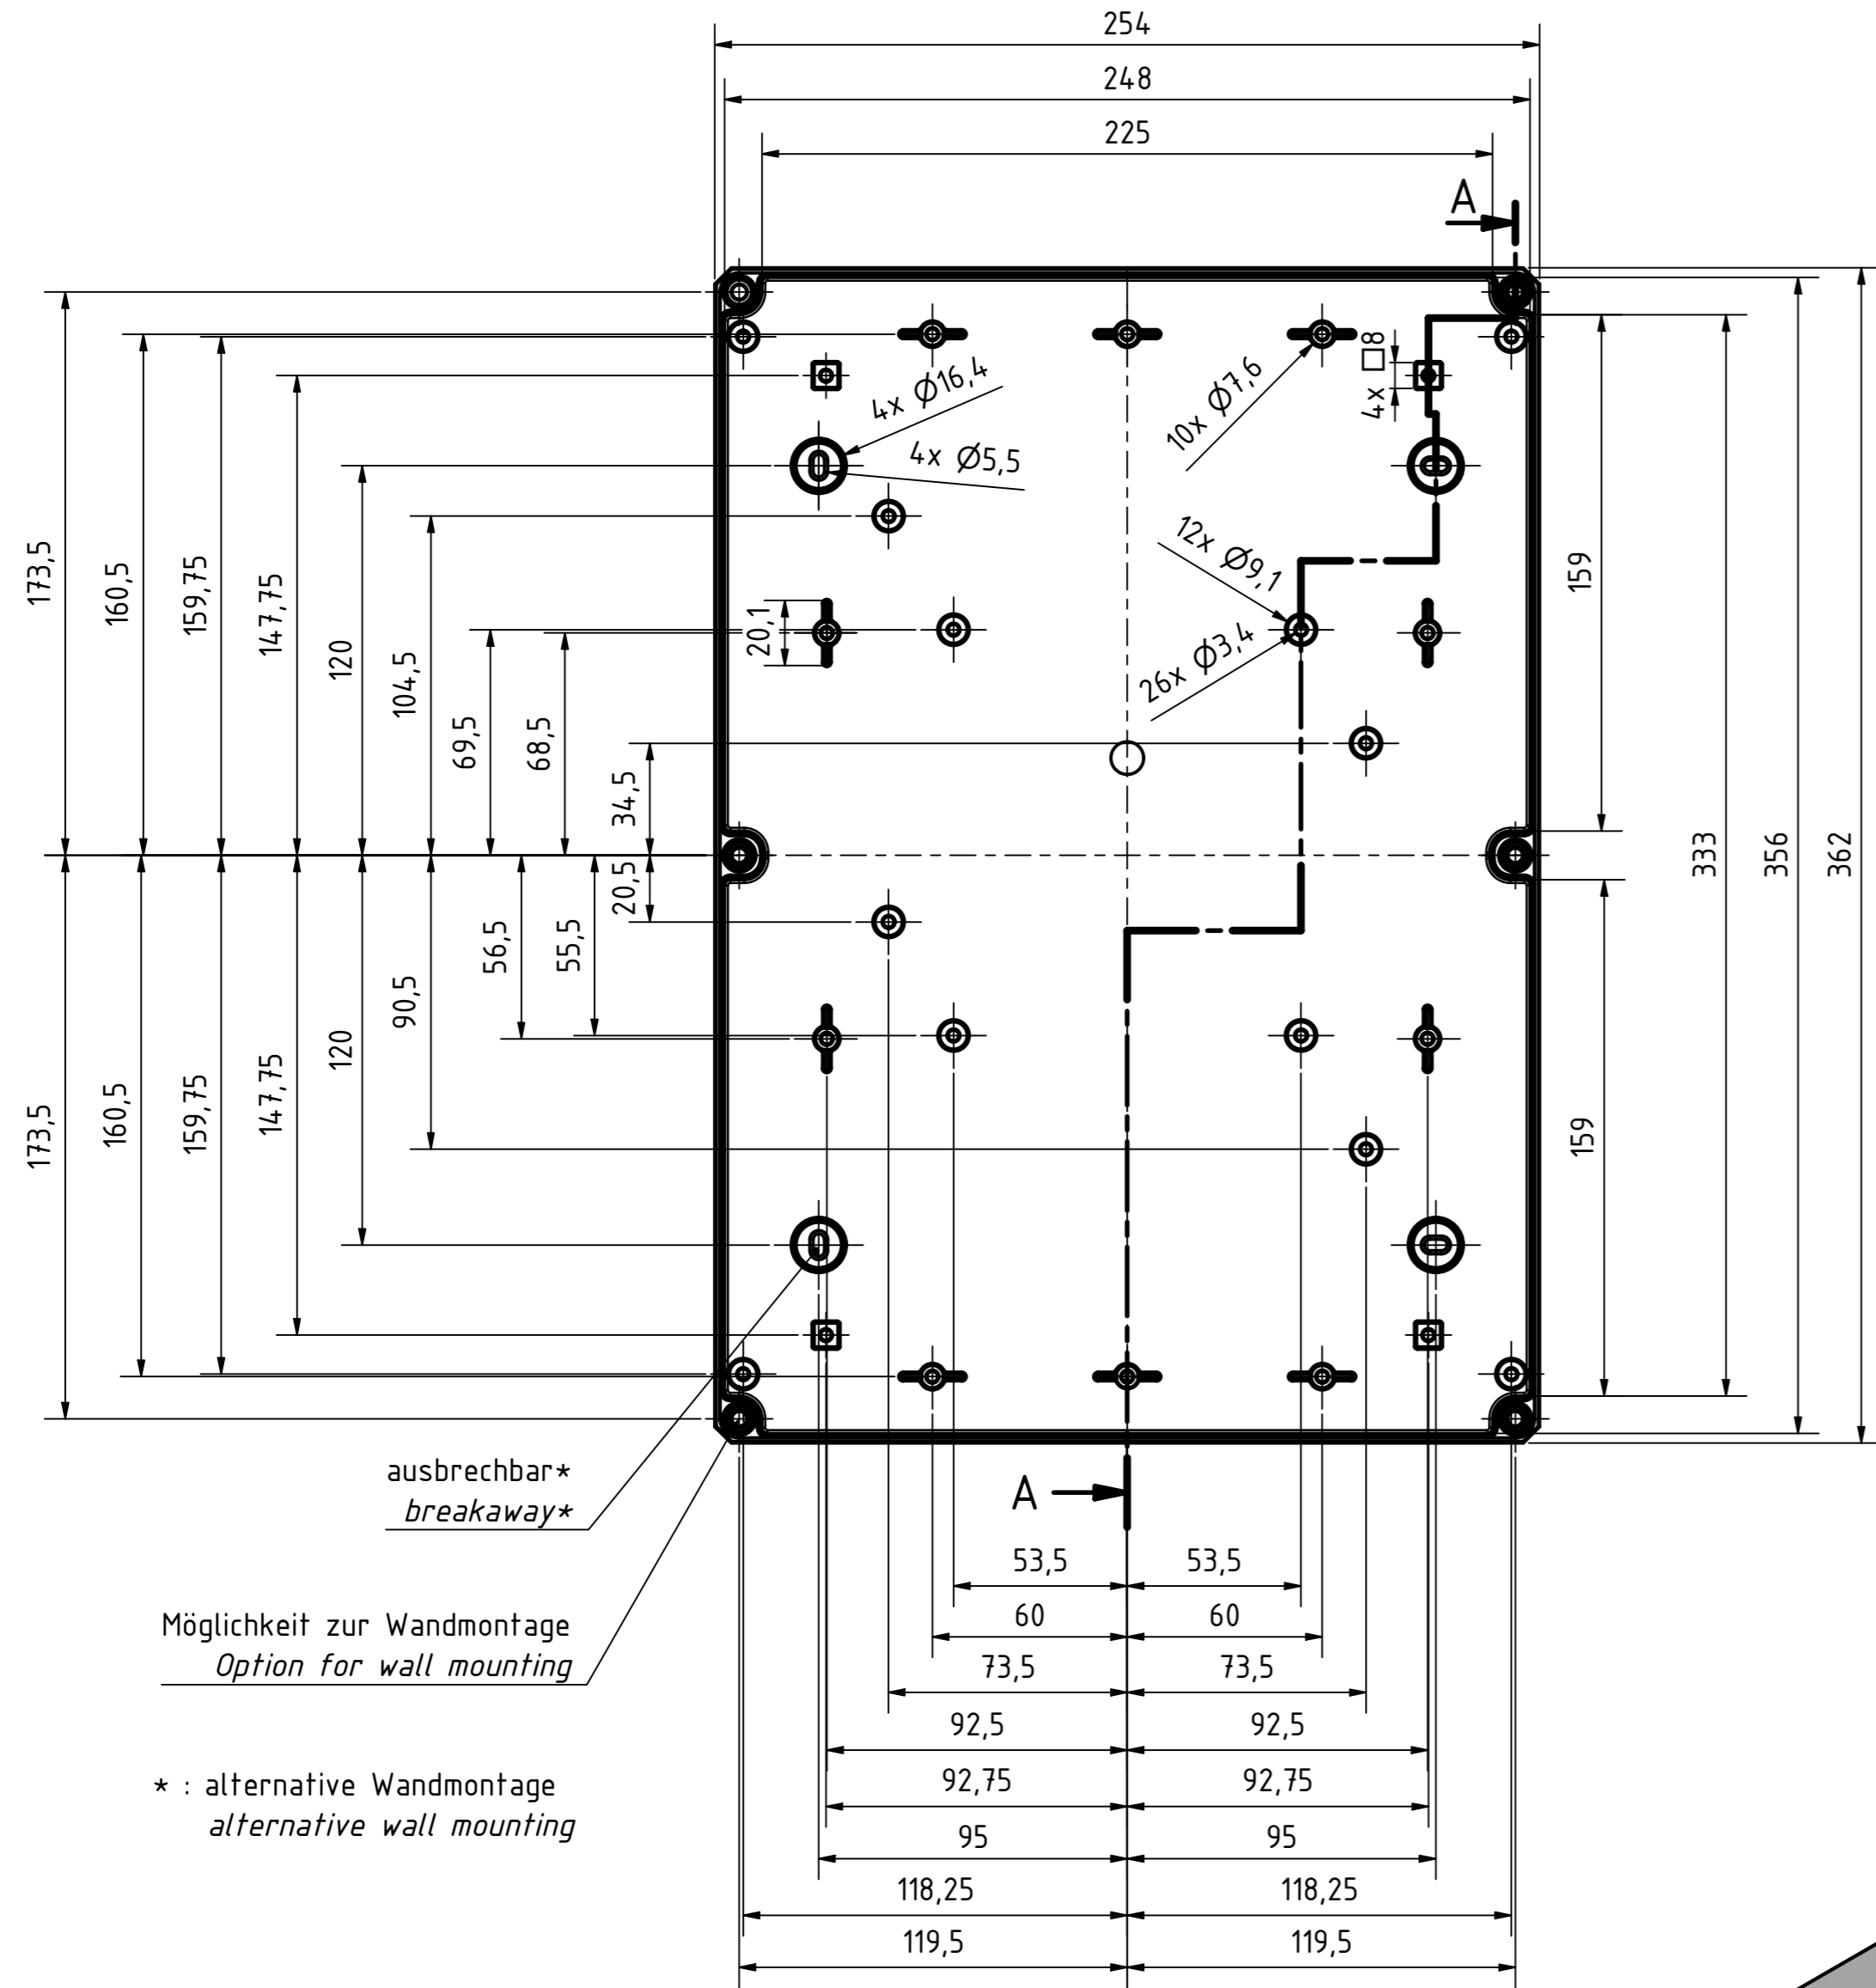 254
248
225
A
4x Ø16,4
4x Ø5,5
10x Ø7,6
4x □8
12x Ø9,1
26x Ø3,4
20,1
173,5
160,5
159,75
147,75
120
104,5
69,5
68,5
34,5
159
333
356
362
20,5
56,5
55,5
90,5
120
147,75
159,75
160,5
173,5
159
ausbrechbar*
breakaway*
A
Möglichkeit zur Wandmontage
Option for wall mounting
* : alternative Wandmontage
alternative wall mounting
53,5 53,5
60 60
73,5 73,5
92,5 92,5
92,75 92,75
95 95
118,25 118,25
119,5 119,5